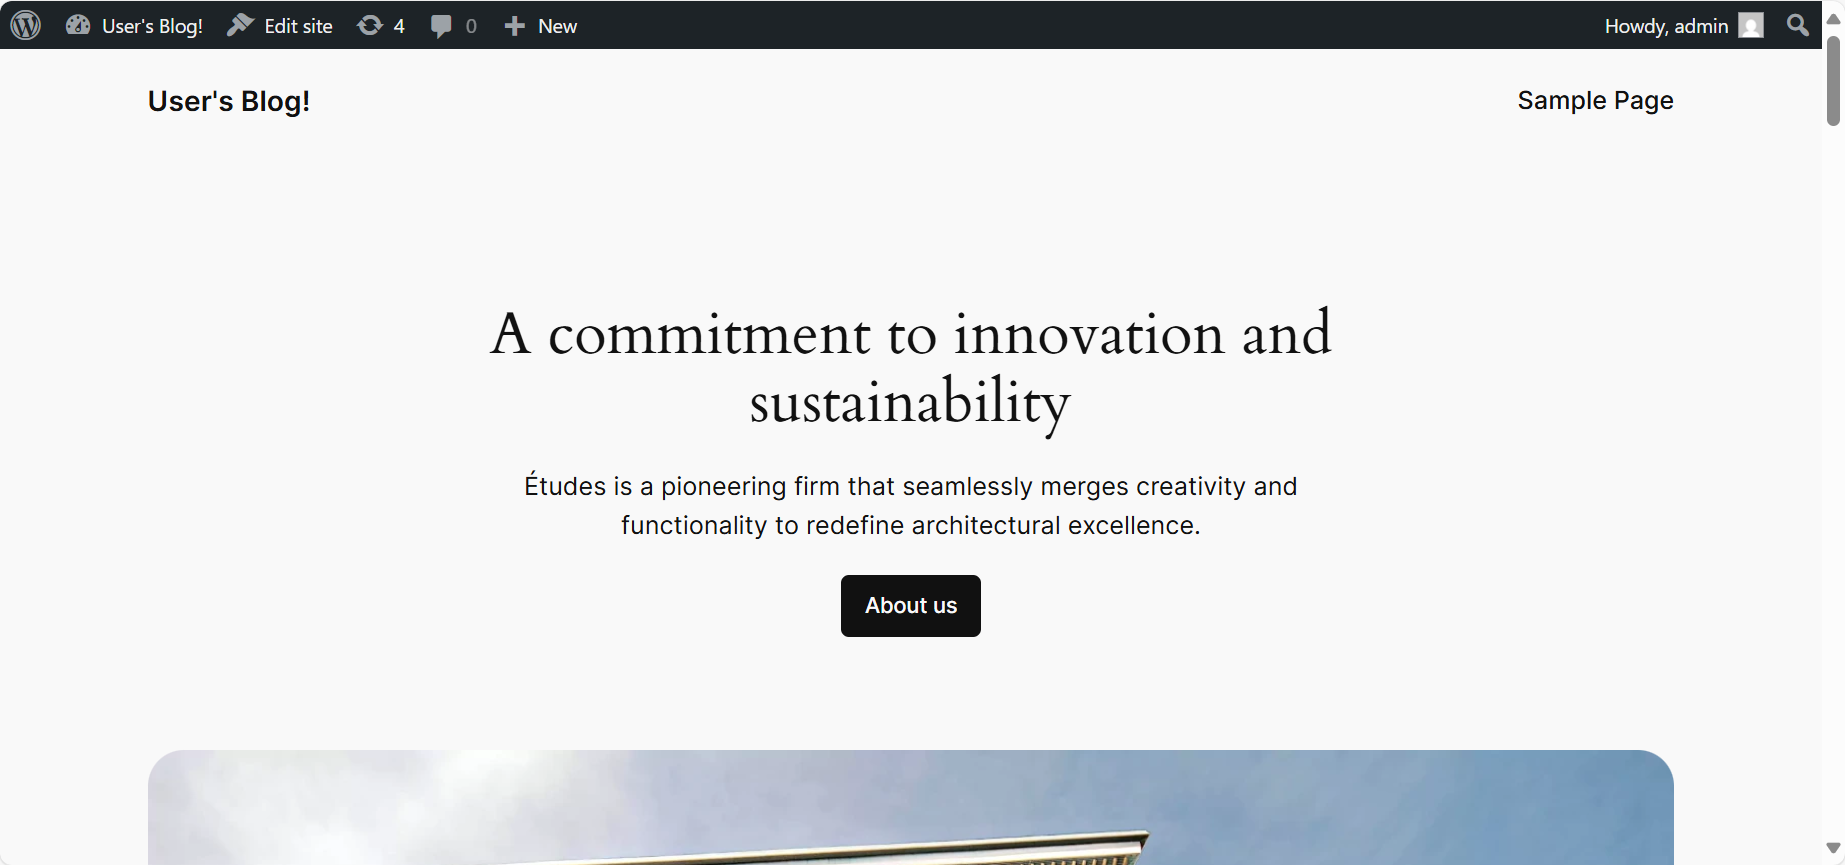 User's Blog! Edit site 4 0 New Howdy, admin
User's Blog! Sample Page
A commitment to innovation and
sustainability
Études is a pioneering firm that seamlessly merges creativity and
functionality to redefine architectural excellence.
About us